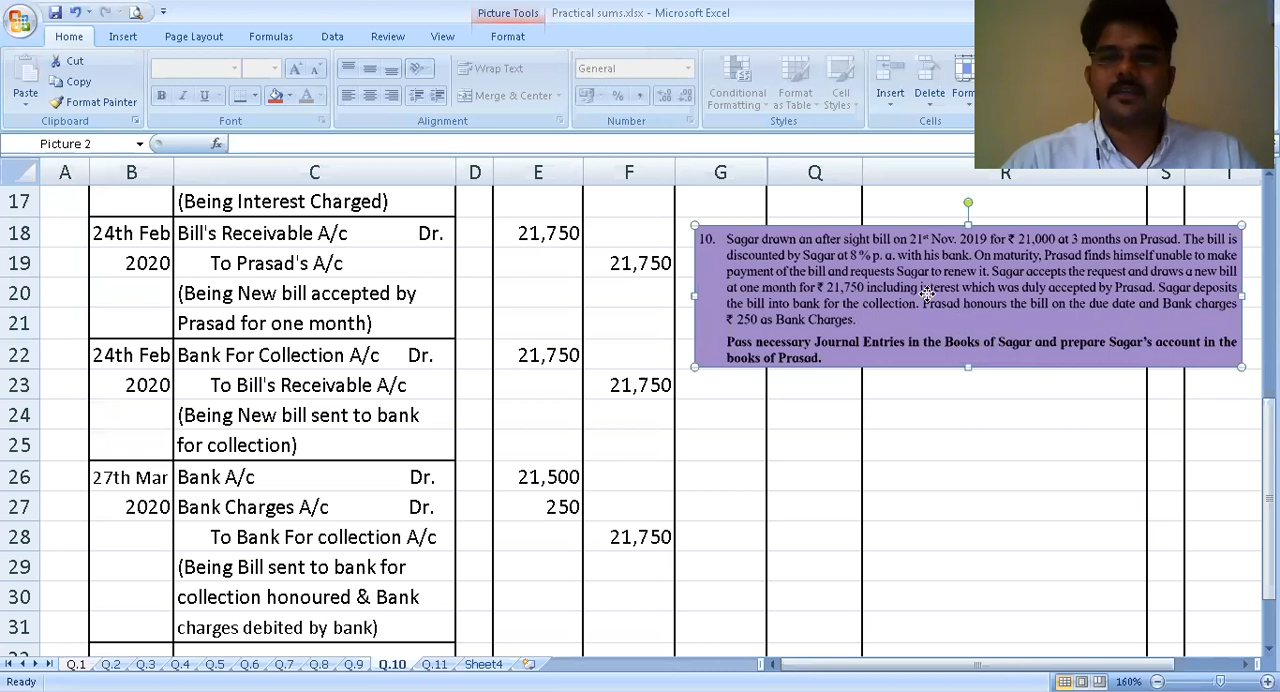 Picture Tools
Practical sums.xlsx - Microsoft Excel
Home
Insert
Page Layout
Formulas
Data
Review
View
Format
Paste
Cut
Copy
Format Painter
Clipboard
B I U
Font
Wrap Text
Merge & Center
Alignment
General
%
Number
Conditional Formatting
Format as Table
Cell Styles
Styles
Insert
Delete
Form
Cells
Picture 2
fx
A B C D E F G Q R S
17 (Being Interest Charged)
18 24th Feb Bill's Receivable A/c Dr. 21,750
19 2020 To Prasad's A/c 21,750
20 (Being New bill accepted by
21 Prasad for one month)
22 24th Feb Bank For Collection A/c Dr. 21,750
23 2020 To Bill's Receivable A/c 21,750
24 (Being New bill sent to bank
25 for collection)
26 27th Mar Bank A/c Dr. 21,500
27 2020 Bank Charges A/c Dr. 250
28 To Bank For collection A/c 21,750
29 (Being Bill sent to bank for
30 collection honoured & Bank
31 charges debited by bank)
10. Sagar drawn an after sight bill on 21st Nov. 2019 for ₹ 21,000 at 3 months on Prasad. The bill is
discounted by Sagar at 8 % p. a. with his bank. On maturity, Prasad finds himself unable to make
payment of the bill and requests Sagar to renew it. Sagar accepts the request and draws a new bill
at one month for ₹ 21,750 including interest which was duly accepted by Prasad. Sagar deposits
the bill into bank for the collection. Prasad honours the bill on the due date and Bank charges
₹ 250 as Bank Charges.
Pass necessary Journal Entries in the Books of Sagar and prepare Sagar's account in the
books of Prasad.
Q.1 Q.2 Q.3 Q.4 Q.5 Q.6 Q.7 Q.8 Q.9 Q.10 Q.11 Sheet4
Ready
160%